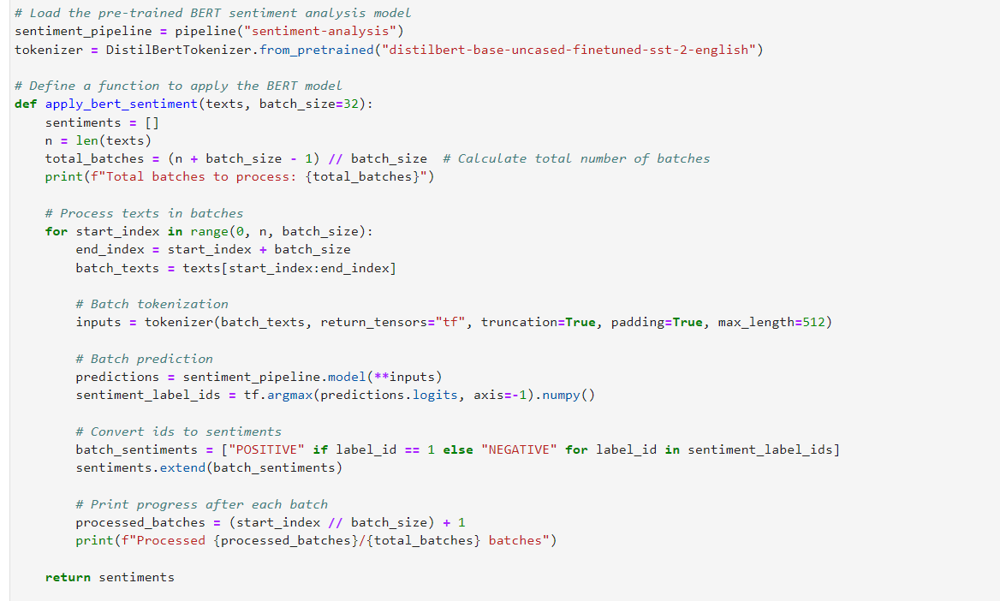 # Load the pre-trained BERT sentiment analysis model
sentiment_pipeline = pipeline("sentiment-analysis")
tokenizer = DistilBertTokenizer.from_pretrained("distilbert-base-uncased-finetuned-sst-2-english")

# Define a function to apply the BERT model
def apply_bert_sentiment(texts, batch_size=32):
    sentiments = []
    n = len(texts)
    total_batches = (n + batch_size - 1) // batch_size  # Calculate total number of batches
    print(f"Total batches to process: {total_batches}")

    # Process texts in batches
    for start_index in range(0, n, batch_size):
        end_index = start_index + batch_size
        batch_texts = texts[start_index:end_index]

        # Batch tokenization
        inputs = tokenizer(batch_texts, return_tensors="tf", truncation=True, padding=True, max_length=512)

        # Batch prediction
        predictions = sentiment_pipeline.model(**inputs)
        sentiment_label_ids = tf.argmax(predictions.logits, axis=-1).numpy()

        # Convert ids to sentiments
        batch_sentiments = ["POSITIVE" if label_id == 1 else "NEGATIVE" for label_id in sentiment_label_ids]
        sentiments.extend(batch_sentiments)

        # Print progress after each batch
        processed_batches = (start_index // batch_size) + 1
        print(f"Processed {processed_batches}/{total_batches} batches")

    return sentiments